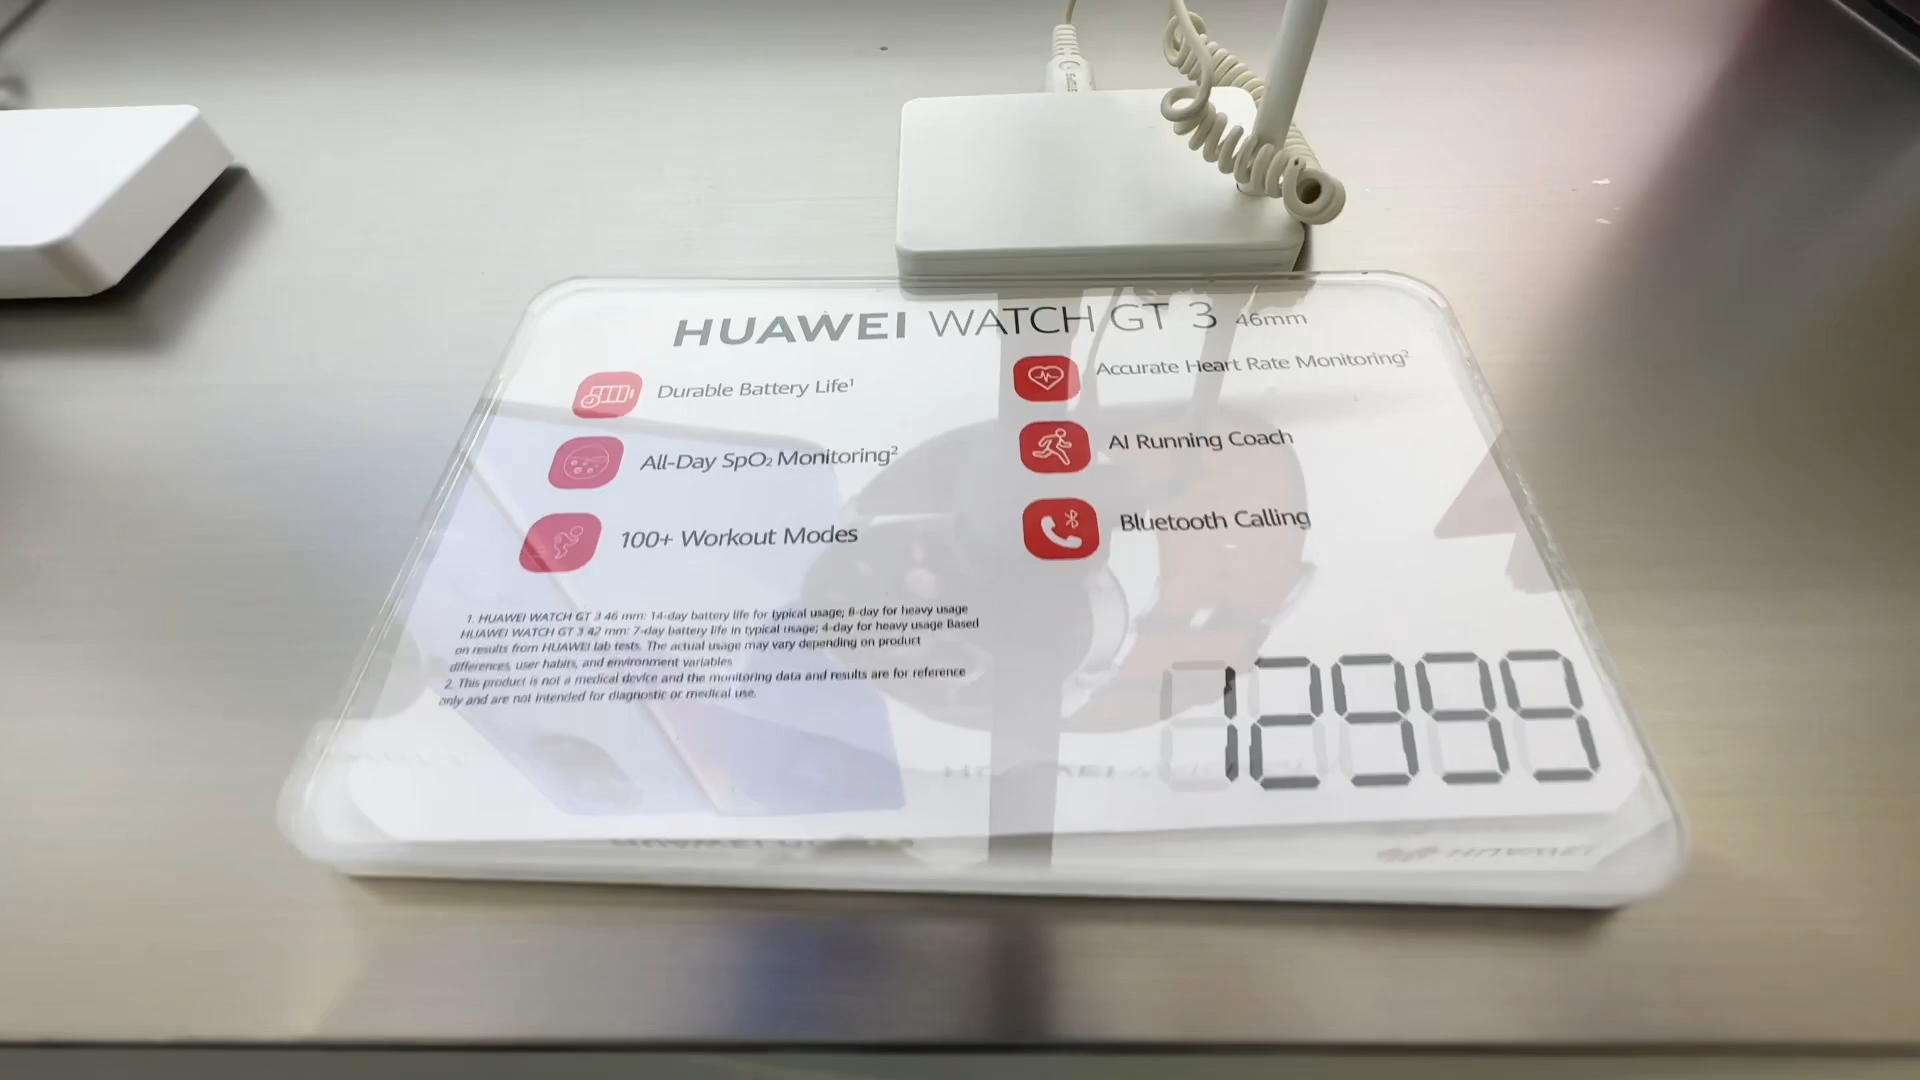 HUAWEI WATCH GT 3 46mm
Durable Battery Life¹
Accurate Heart Rate Monitoring²
All-Day SpO₂ Monitoring²
AI Running Coach
100+ Workout Modes
Bluetooth Calling
1. HUAWEI WATCH GT 3 46 mm: 14-day battery life for typical usage; 8-day for heavy usage
HUAWEI WATCH GT 3 42 mm: 7-day battery life in typical usage; 4-day for heavy usage Based
on results from HUAWEI lab tests. The actual usage may vary depending on product
differences, user habits, and environment variables
2. This product is not a medical device and the monitoring data and results are for reference
only and are not intended for diagnostic or medical use.
12999
HUAWEI